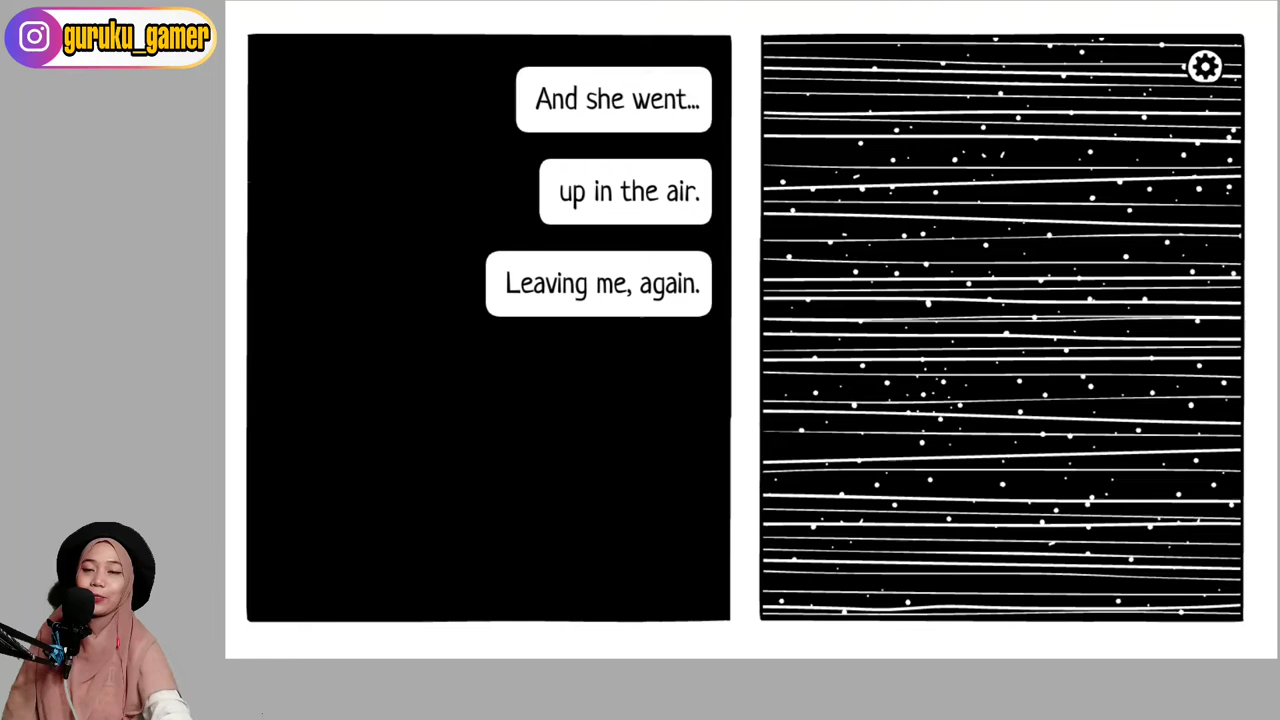 guruku_gamer
And she went...
up in the air.
Leaving me, again.